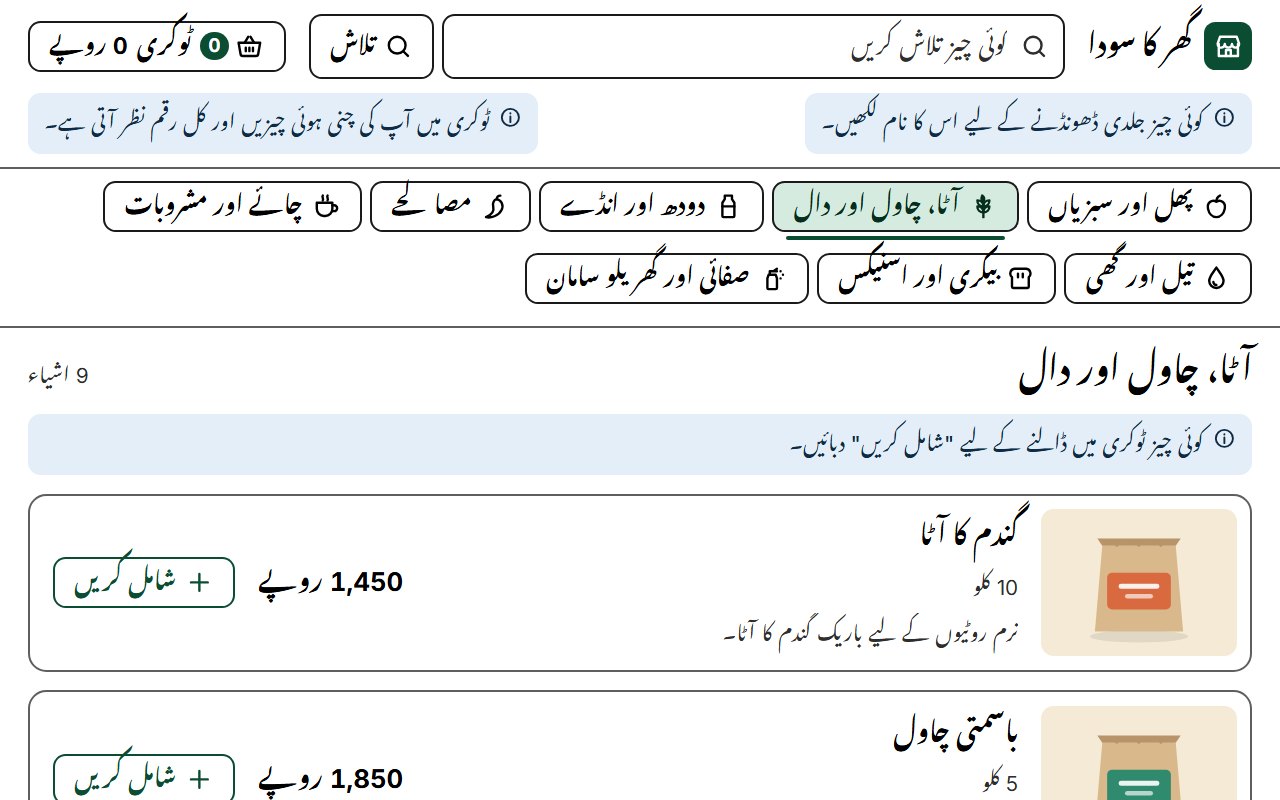 گھر کا سودا
کوئی چیز تلاش کریں
تلاش
0 ٹوکری 0 روپے
کوئی چیز جلدی ڈھونڈنے کے لیے اس کا نام لکھیں۔
ٹوکری میں آپ کی چنی ہوئی چیزیں اور کل رقم نظر آتی ہے۔
پھل اور سبزیاں
آٹا، چاول اور دال
دودھ اور انڈے
مصالحے
چائے اور مشروبات
تیل اور گھی
بیکری اور اسنیکس
صفائی اور گھریلو سامان
آٹا، چاول اور دال
9 اشیاء
کوئی چیز ٹوکری میں ڈالنے کے لیے "شامل کریں" دبائیں۔
گندم کا آٹا
10 کلو
نرم روٹیوں کے لیے باریک گندم کا آٹا۔
1,450 روپے
شامل کریں
باسمتی چاول
5 کلو
1,850 روپے
شامل کریں